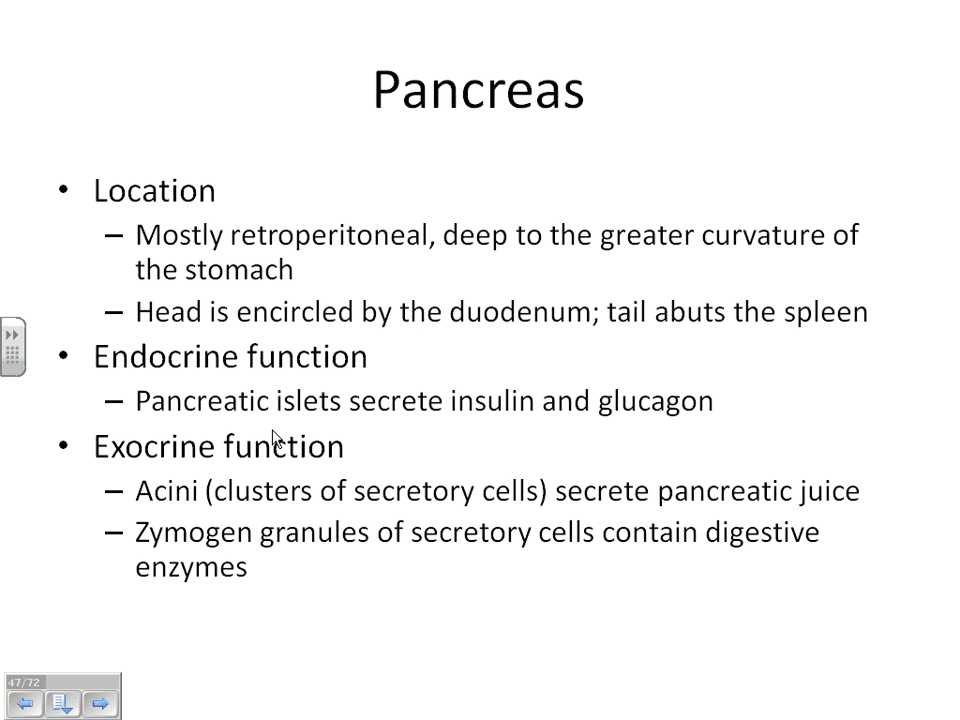 Pancreas
• Location
– Mostly retroperitoneal, deep to the greater curvature of
the stomach
– Head is encircled by the duodenum; tail abuts the spleen
• Endocrine function
– Pancreatic islets secrete insulin and glucagon
• Exocrine function
– Acini (clusters of secretory cells) secrete pancreatic juice
– Zymogen granules of secretory cells contain digestive
enzymes
47/72